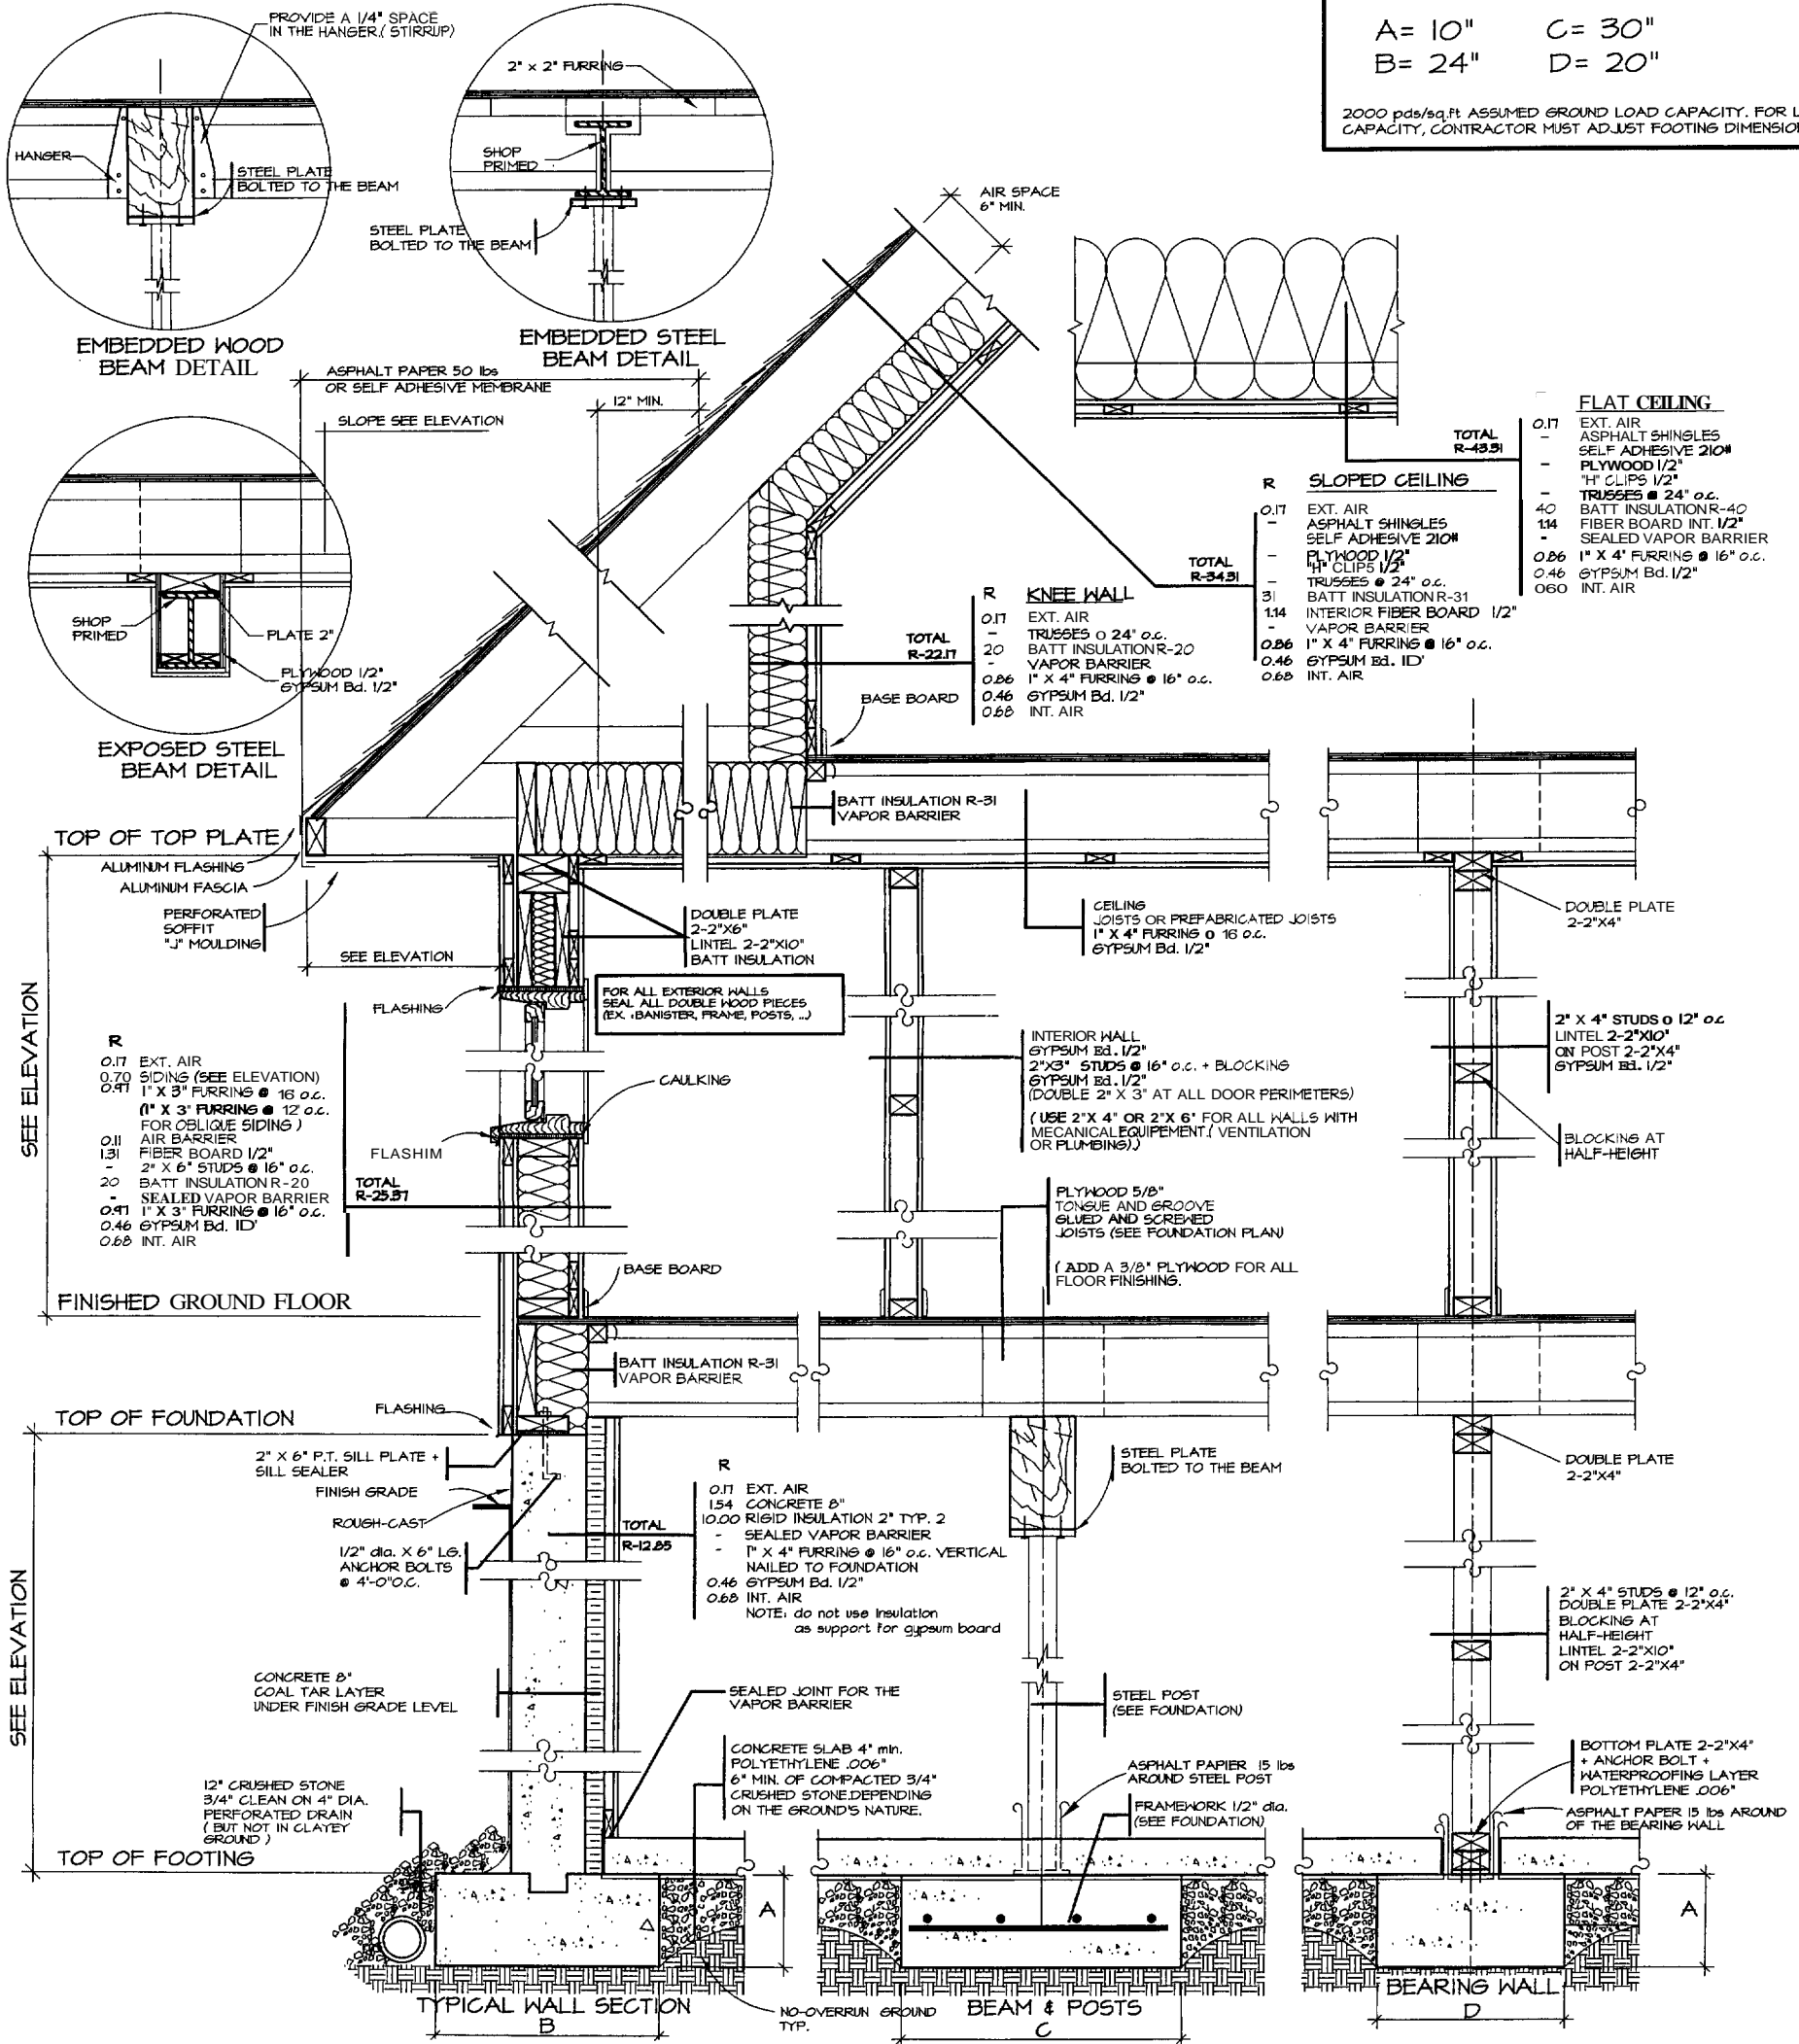 PROVIDE A 1/4" SPACE
IN THE HANGER.( STIRRUP)
HANGER
STEEL PLATE
BOLTED TO THE BEAM
EMBEDDED WOOD
BEAM DETAIL
2" x 2" FURRING
SHOP
PRIMED
STEEL PLATE
BOLTED TO THE BEAM
EMBEDDED STEEL
BEAM DETAIL
A= 10" C= 30"
B= 24" D= 20"
2000 pds/sq.ft ASSUMED GROUND LOAD CAPACITY. FOR L
CAPACITY, CONTRACTOR MUST ADJUST FOOTING DIMENSIO
AIR SPACE
6" MIN.
ASPHALT PAPER 50 lbs
OR SELF ADHESIVE MEMBRANE
12" MIN.
SLOPE SEE ELEVATION
SHOP
PRIMED
PLATE 2"
PLYWOOD 1/2"
GYPSUM Bd. 1/2"
EXPOSED STEEL
BEAM DETAIL
FLAT CEILING
TOTAL
R-43.31
0.17 EXT. AIR
- ASPHALT SHINGLES
SELF ADHESIVE 210#
- PLYWOOD 1/2"
"H" CLIPS 1/2"
- TRUSSES @ 24" o.c.
40 BATT INSULATION R-40
1.14 FIBER BOARD INT. 1/2"
- SEALED VAPOR BARRIER
0.86 1" X 4" FURRING @ 16" o.c.
0.46 GYPSUM Bd. 1/2"
060 INT. AIR
R SLOPED CEILING
TOTAL
R-34.31
0.17 EXT. AIR
- ASPHALT SHINGLES
SELF ADHESIVE 210#
- PLYWOOD 1/2"
"H" CLIPS 1/2"
- TRUSSES @ 24" o.c.
31 BATT INSULATION R-31
1.14 INTERIOR FIBER BOARD 1/2"
- VAPOR BARRIER
0.86 1" X 4" FURRING @ 16" o.c.
0.46 GYPSUM Bd. ID'
0.68 INT. AIR
R KNEE WALL
TOTAL
R-22.17
0.17 EXT. AIR
- TRUSSES O 24" o.c.
20 BATT INSULATION R-20
- VAPOR BARRIER
0.86 1" X 4" FURRING @ 16" o.c.
0.46 GYPSUM Bd. 1/2"
0.68 INT. AIR
BASE BOARD
BATT INSULATION R-31
VAPOR BARRIER
TOP OF TOP PLATE
ALUMINUM FLASHING
ALUMINUM FASCIA
PERFORATED
SOFFIT
"J" MOULDING
SEE ELEVATION
DOUBLE PLATE
2-2"X6"
LINTEL 2-2"X10"
BATT INSULATION
CEILING
JOISTS OR PREFABRICATED JOISTS
1" X 4" FURRING O 16 o.c.
GYPSUM Bd. 1/2"
DOUBLE PLATE
2-2"X4"
FOR ALL EXTERIOR WALLS
SEAL ALL DOUBLE WOOD PIECES
(EX. :BANISTER, FRAME, POSTS, ...)
FLASHING
SEE ELEVATION
R
0.17 EXT. AIR
0.70 SIDING (SEE ELEVATION)
0.97 1" X 3" FURRING @ 16 o.c.
(1" X 3" FURRING @ 12" o.c.
FOR OBLIQUE SIDING )
0.11 AIR BARRIER
1.31 FIBER BOARD 1/2"
- 2" X 6" STUDS @ 16" o.c.
20 BATT INSULATION R-20
- SEALED VAPOR BARRIER
0.97 1" X 3" FURRING @ 16" o.c.
0.46 GYPSUM Bd. ID'
0.68 INT. AIR
TOTAL
R-25.37
CAULKING
FLASHIM
BASE BOARD
INTERIOR WALL
GYPSUM Bd. 1/2"
2"X3" STUDS @ 16" o.c. + BLOCKING
GYPSUM Bd. 1/2"
(DOUBLE 2" X 3" AT ALL DOOR PERIMETERS)
( USE 2"X 4" OR 2"X 6" FOR ALL WALLS WITH
MECANICAL EQUIPEMENT.( VENTILATION
OR PLUMBING).)
2" X 4" STUDS O 12" o.c
LINTEL 2-2"X10"
ON POST 2-2"X4"
GYPSUM Bd. 1/2"
BLOCKING AT
HALF-HEIGHT
PLYWOOD 5/8"
TONGUE AND GROOVE
GLUED AND SCREWED
JOISTS (SEE FOUNDATION PLAN)
( ADD A 3/8" PLYWOOD FOR ALL
FLOOR FINISHING.
FINISHED GROUND FLOOR
BATT INSULATION R-31
VAPOR BARRIER
TOP OF FOUNDATION
FLASHING
2" X 6" P.T. SILL PLATE +
SILL SEALER
FINISH GRADE
ROUGH-CAST
1/2" dia. X 6" LG.
ANCHOR BOLTS
@ 4'-0"O.C.
R
0.17 EXT. AIR
1.54 CONCRETE 8"
10.00 RIGID INSULATION 2" TYP. 2
- SEALED VAPOR BARRIER
- 1" X 4" FURRING @ 16" o.c. VERTICAL
NAILED TO FOUNDATION
0.46 GYPSUM Bd. 1/2"
0.68 INT. AIR
NOTE: do not use insulation
as support for gypsum board
TOTAL
R-12.85
STEEL PLATE
BOLTED TO THE BEAM
DOUBLE PLATE
2-2"X4"
SEE ELEVATION
2" X 4" STUDS @ 12" o.c.
DOUBLE PLATE 2-2"X4"
BLOCKING AT
HALF-HEIGHT
LINTEL 2-2"X10"
ON POST 2-2"X4"
CONCRETE 8"
COAL TAR LAYER
UNDER FINISH GRADE LEVEL
SEALED JOINT FOR THE
VAPOR BARRIER
STEEL POST
(SEE FOUNDATION)
CONCRETE SLAB 4" min.
POLYETHYLENE .006"
6" MIN. OF COMPACTED 3/4"
CRUSHED STONE.DEPENDING
ON THE GROUND'S NATURE.
ASPHALT PAPIER 15 lbs
AROUND STEEL POST
FRAMEWORK 1/2" dia.
(SEE FOUNDATION)
BOTTOM PLATE 2-2"X4"
+ ANCHOR BOLT +
WATERPROOFING LAYER
POLYETHYLENE .006"
ASPHALT PAPER 15 lbs AROUND
OF THE BEARING WALL
12" CRUSHED STONE
3/4" CLEAN ON 4" DIA.
PERFORATED DRAIN
( BUT NOT IN CLAYEY
GROUND )
TOP OF FOOTING
A
A
TYPICAL WALL SECTION
B
NO-OVERRUN GROUND
TYP.
BEAM & POSTS
C
BEARING WALL
D